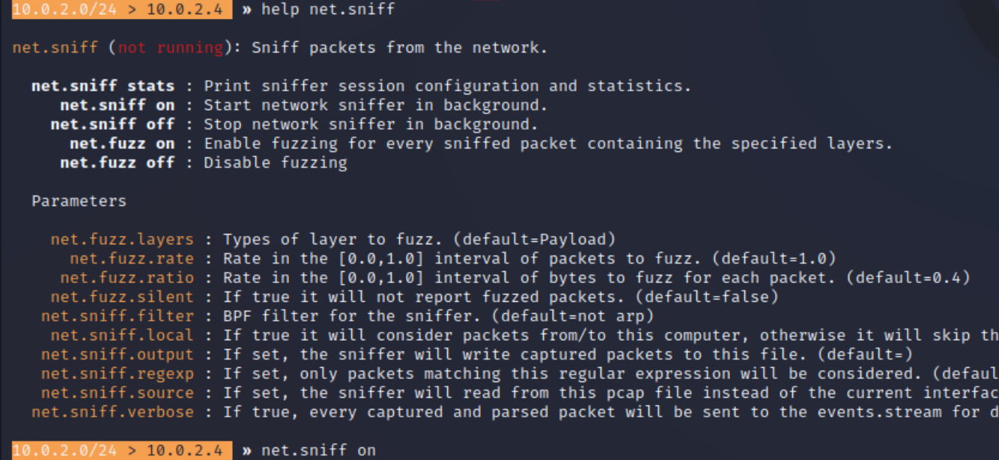 10.0.2.0/24 > 10.0.2.4 » help net.sniff
net.sniff (not running): Sniff packets from the network.
net.sniff stats : Print sniffer session configuration and statistics.
net.sniff on : Start network sniffer in background.
net.sniff off : Stop network sniffer in background.
net.fuzz on : Enable fuzzing for every sniffed packet containing the specified layers.
net.fuzz off : Disable fuzzing
Parameters
net.fuzz.layers : Types of layer to fuzz. (default=Payload)
net.fuzz.rate : Rate in the [0.0,1.0] interval of packets to fuzz. (default=1.0)
net.fuzz.ratio : Rate in the [0.0,1.0] interval of bytes to fuzz for each packet. (default=0.4)
net.fuzz.silent : If true it will not report fuzzed packets. (default=false)
net.sniff.filter : BPF filter for the sniffer. (default=not arp)
net.sniff.local : If true it will consider packets from/to this computer, otherwise it will skip th
net.sniff.output : If set, the sniffer will write captured packets to this file. (default=)
net.sniff.regexp : If set, only packets matching this regular expression will be considered. (defaul
net.sniff.source : If set, the sniffer will read from this pcap file instead of the current interfac
net.sniff.verbose : If true, every captured and parsed packet will be sent to the events.stream for d
10.0.2.0/24 > 10.0.2.4 » net.sniff on